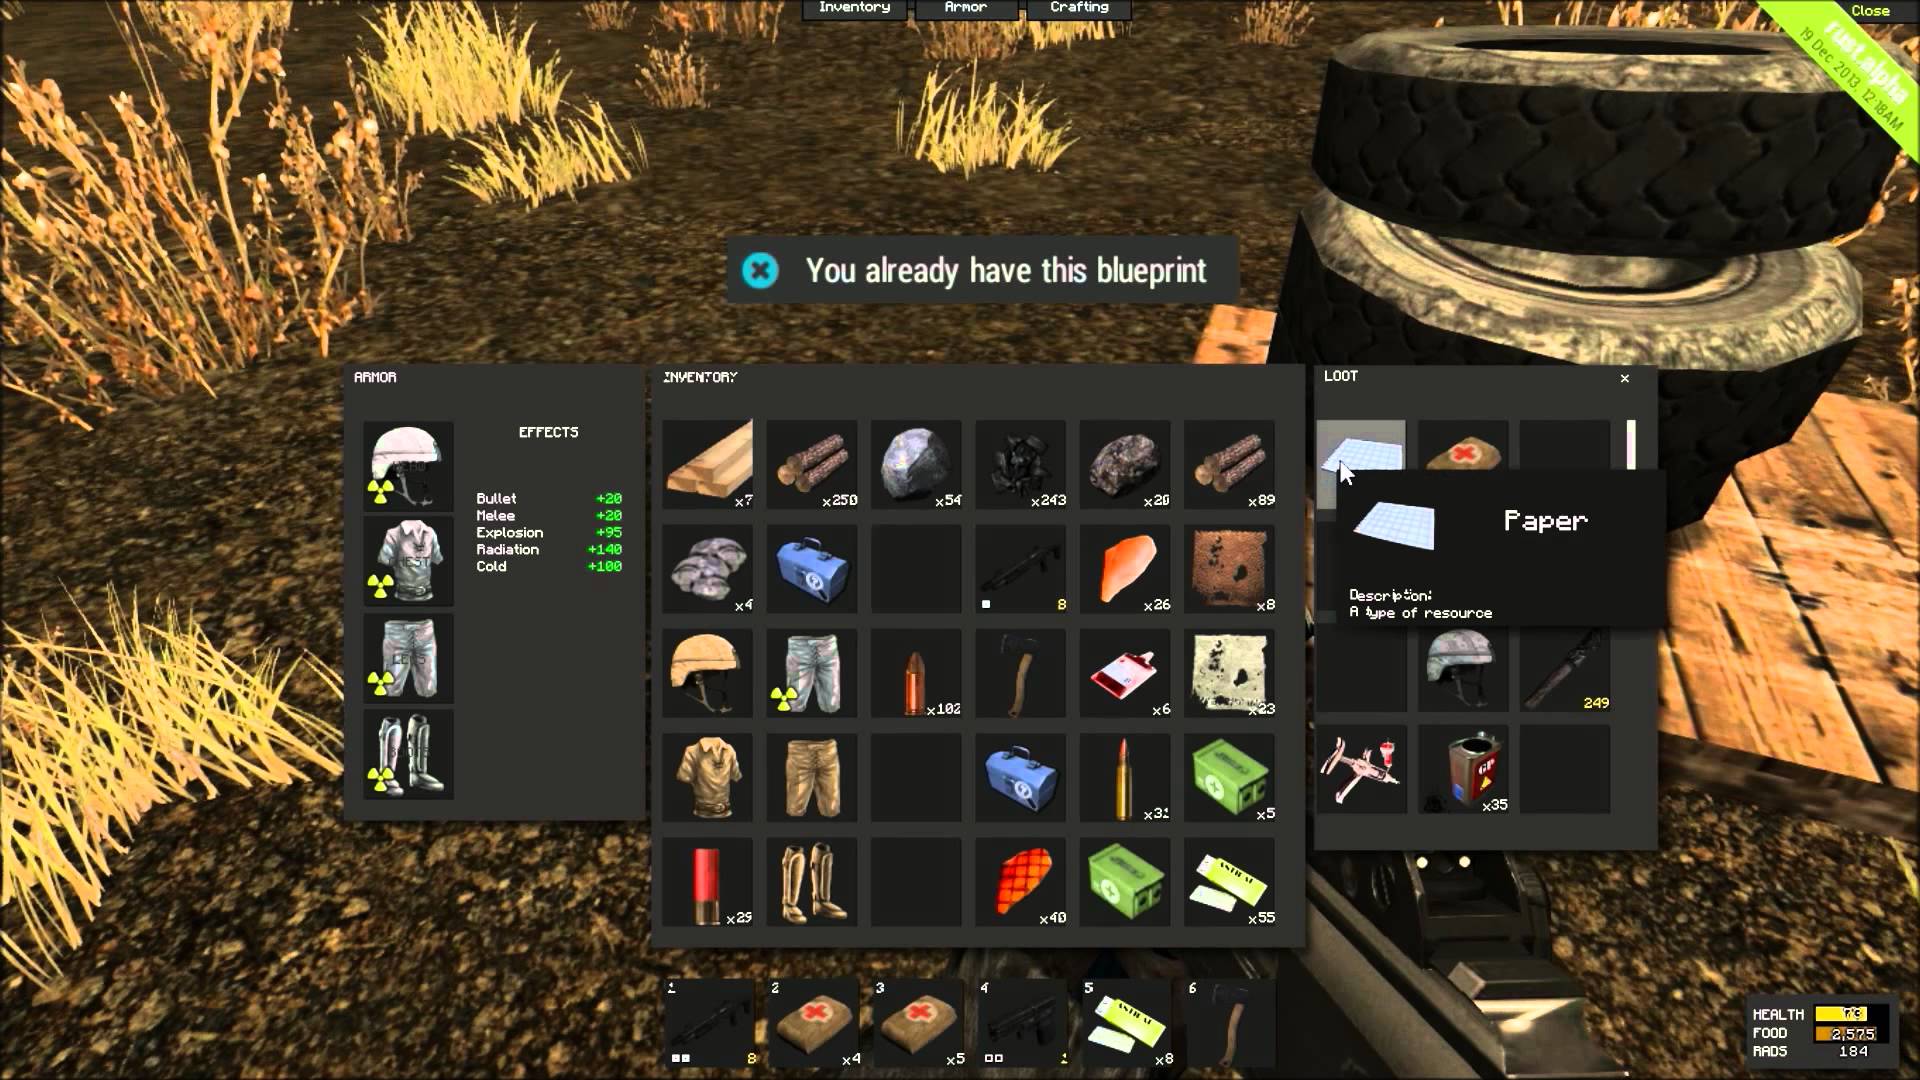 Inventory
Armor
Crafting
Close
rust.alpha
19 Dec 2013, 12:18AM
You already have this blueprint
ARMOR
EFFECTS
Bullet +20
Melee +20
Explosion +95
Radiation +140
Cold +100
INVENTORY
x7
x250
x54
x243
x20
x89
x4
8
x26
x8
x102
x6
x23
x31
x5
x29
x40
x55
LOOT
x
Paper
Description:
A type of resource
249
x35
1
8
2
x4
3
x5
4
1
5
x8
6
HEALTH 73
FOOD 2,575
RADS 184